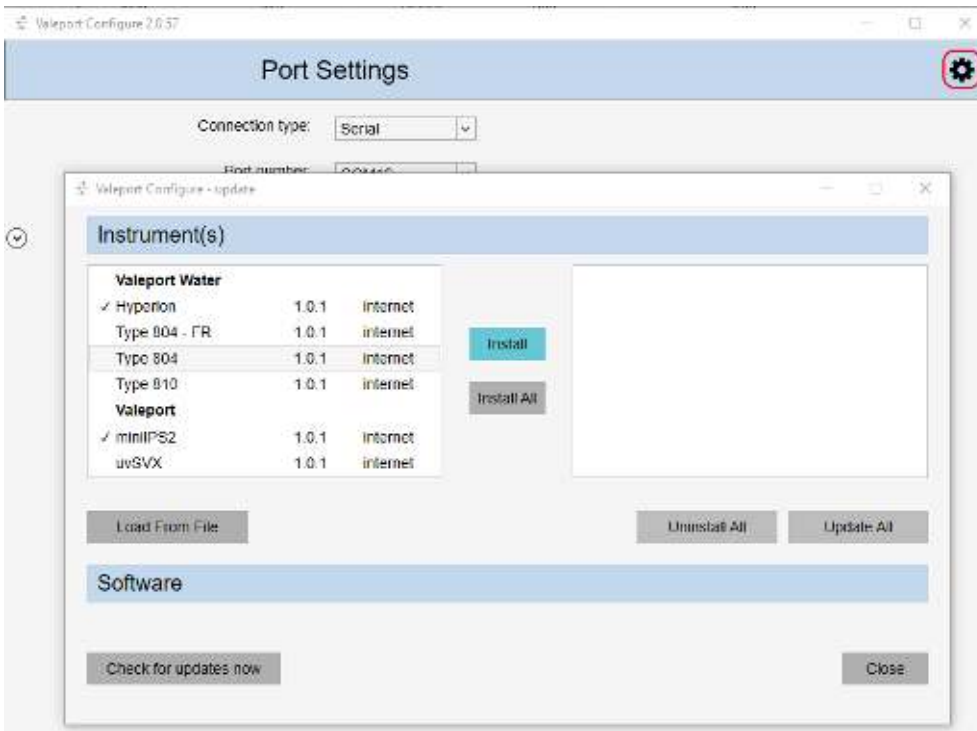 Valeport Configure 2.0.57
Port Settings
Connection type: Serial
Port number
Valeport Configure - update
Instrument(s)
Valeport Water
✓ Hyperion 1.0.1 internet
Type 804 - FR 1.0.1 internet
Type 804 1.0.1 internet
Type 810 1.0.1 internet
Valeport
✓ miniIPS2 1.0.1 internet
uvSVX 1.0.1 internet
Install
Install All
Load From File
Uninstall All
Update All
Software
Check for updates now
Close